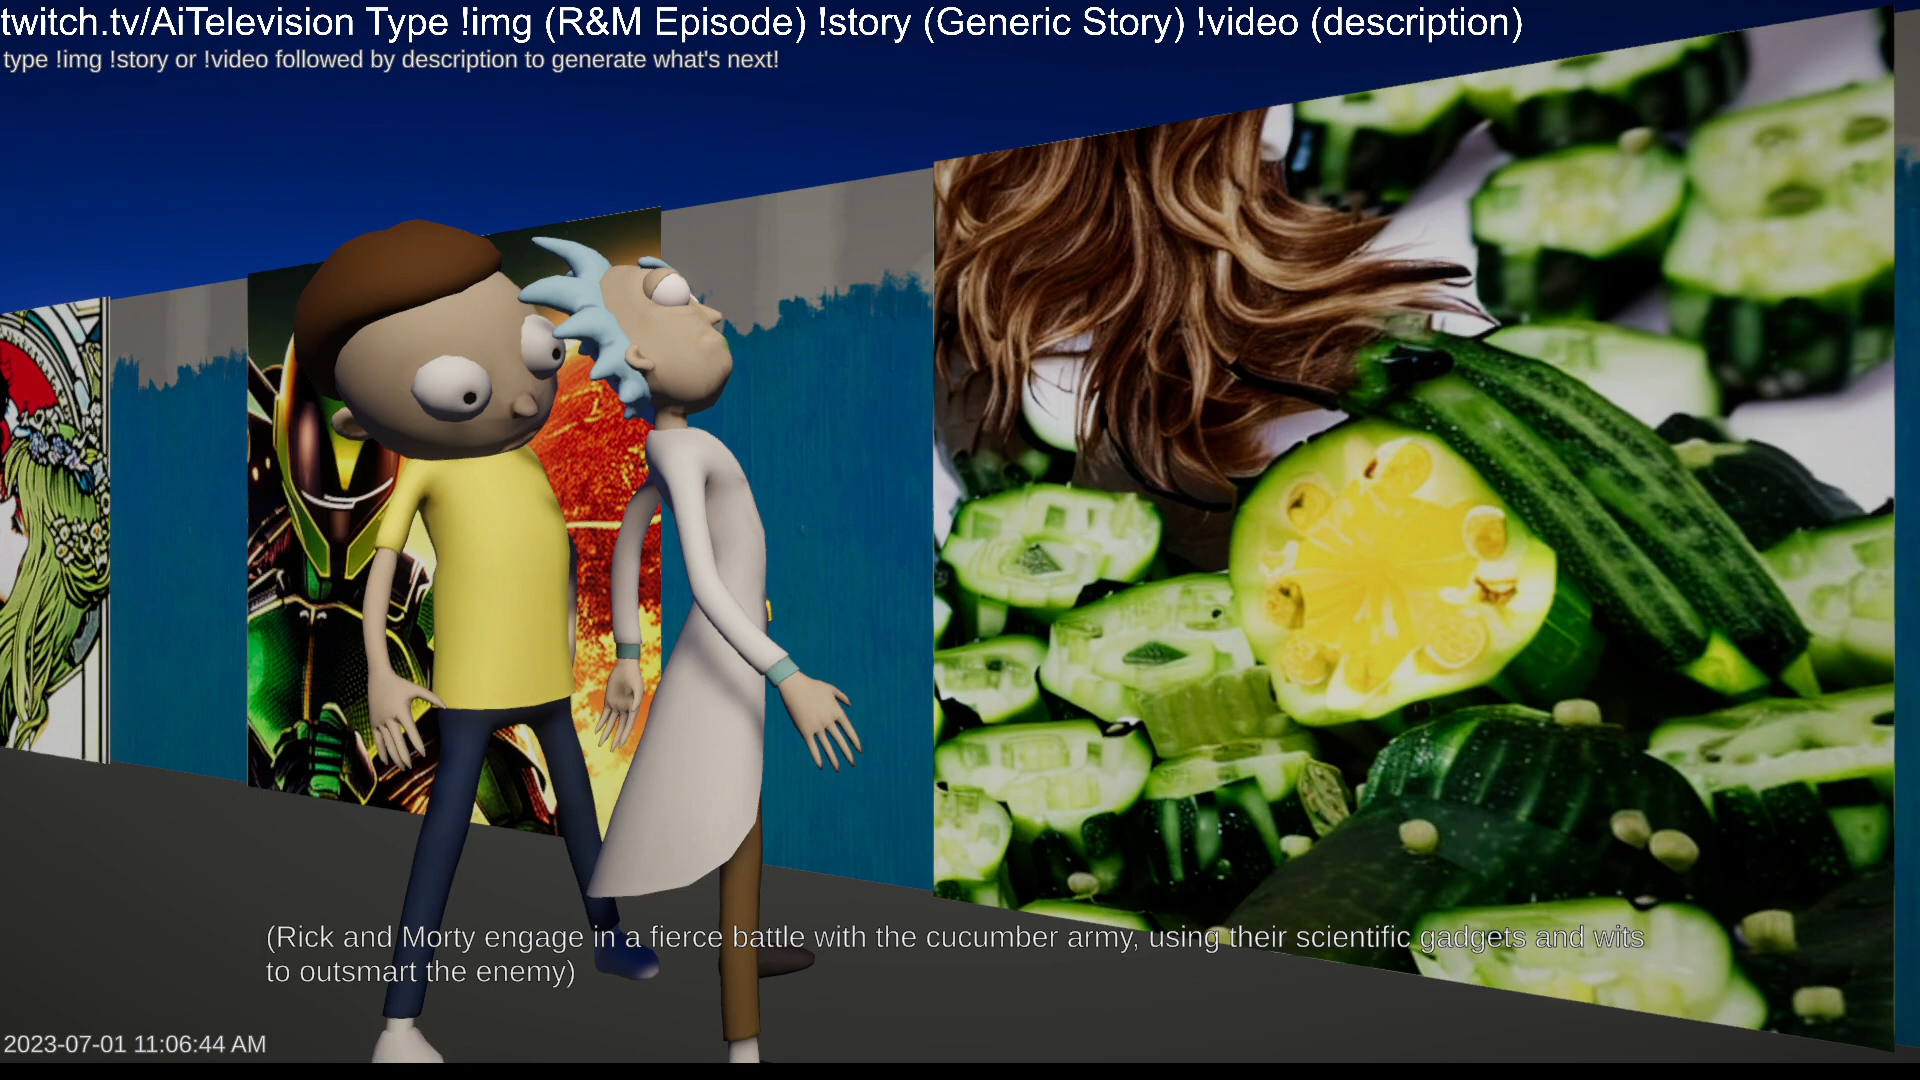 twitch.tv/AiTelevision Type !img (R&M Episode) !story (Generic Story) !video (description)
type !img !story or !video followed by description to generate what's next!
(Rick and Morty engage in a fierce battle with the cucumber army, using their scientific gadgets and wits
to outsmart the enemy)
2023-07-01 11:06:44 AM